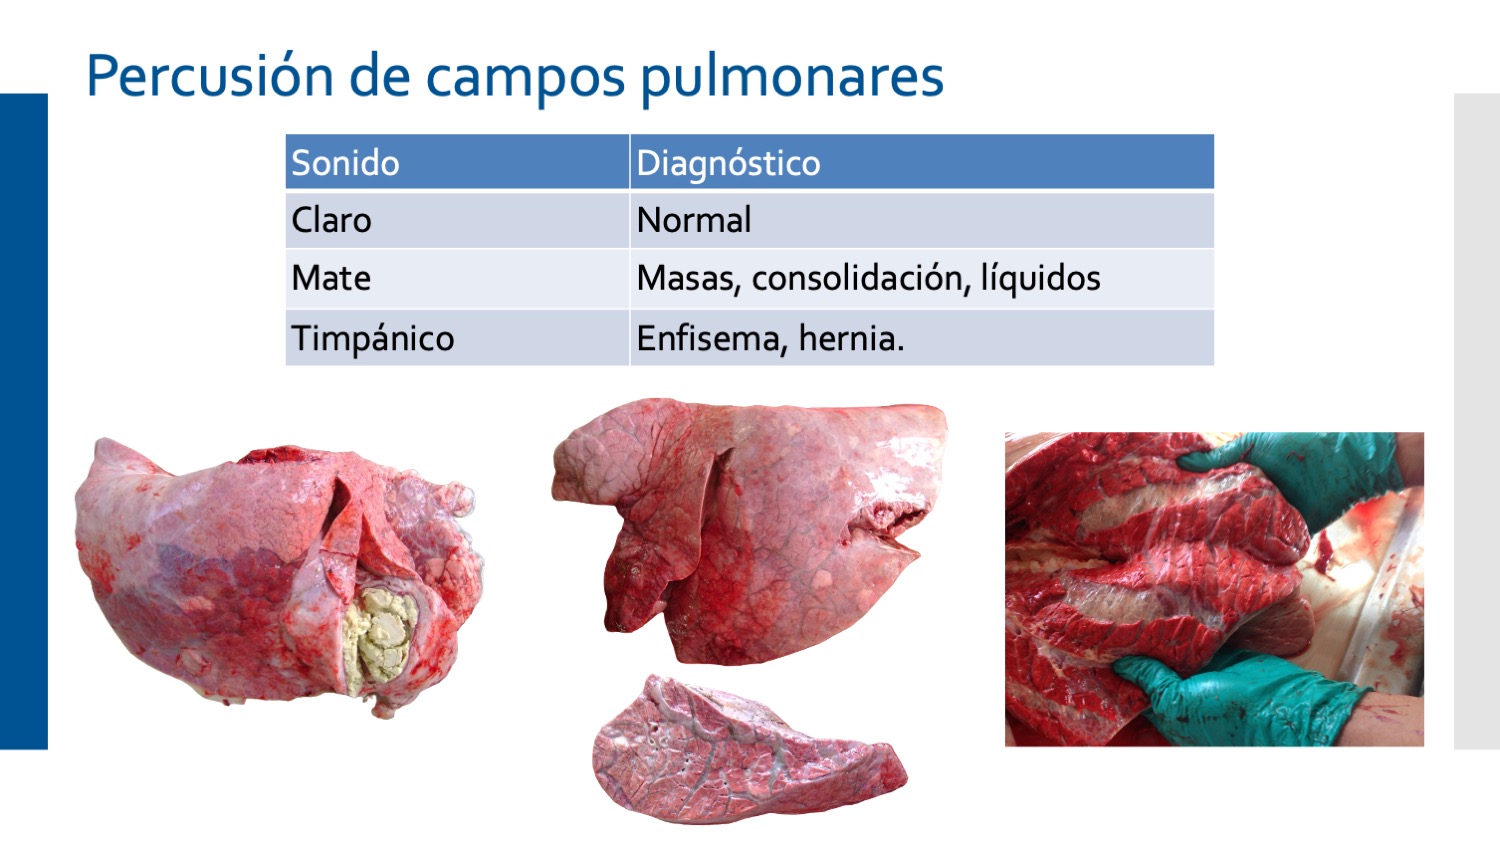 Percusión de campos pulmonares
Sonido Diagnóstico
Claro Normal
Mate Masas, consolidación, líquidos
Timpánico Enfisema, hernia.